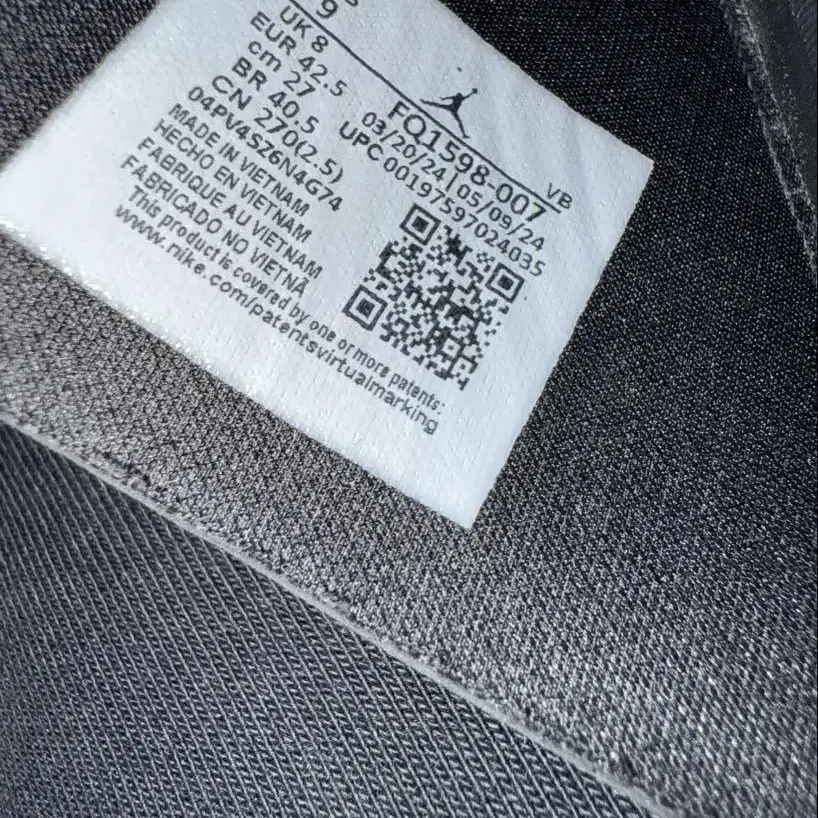 9
UK 8
EUR 42.5
cm 27
BR 40.5
CN 270(2.5)
04PV4SZ6N4G74
MADE IN VIETNAM
HECHO EN VIETNAM
FABRIQUE AU VIETNAM
FABRICADO NO VIETNÃ
This product is covered by one or more patents:
www.nike.com/patentsvirtualmarking
VB
FQ1598-007
03/20/24 | 05/09/24
UPC 00197597024035